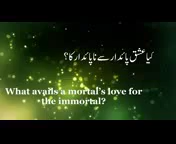 کیا عشق پائدار سے ناپائدار کا؟
What avails a mortal's love for
the immortal?